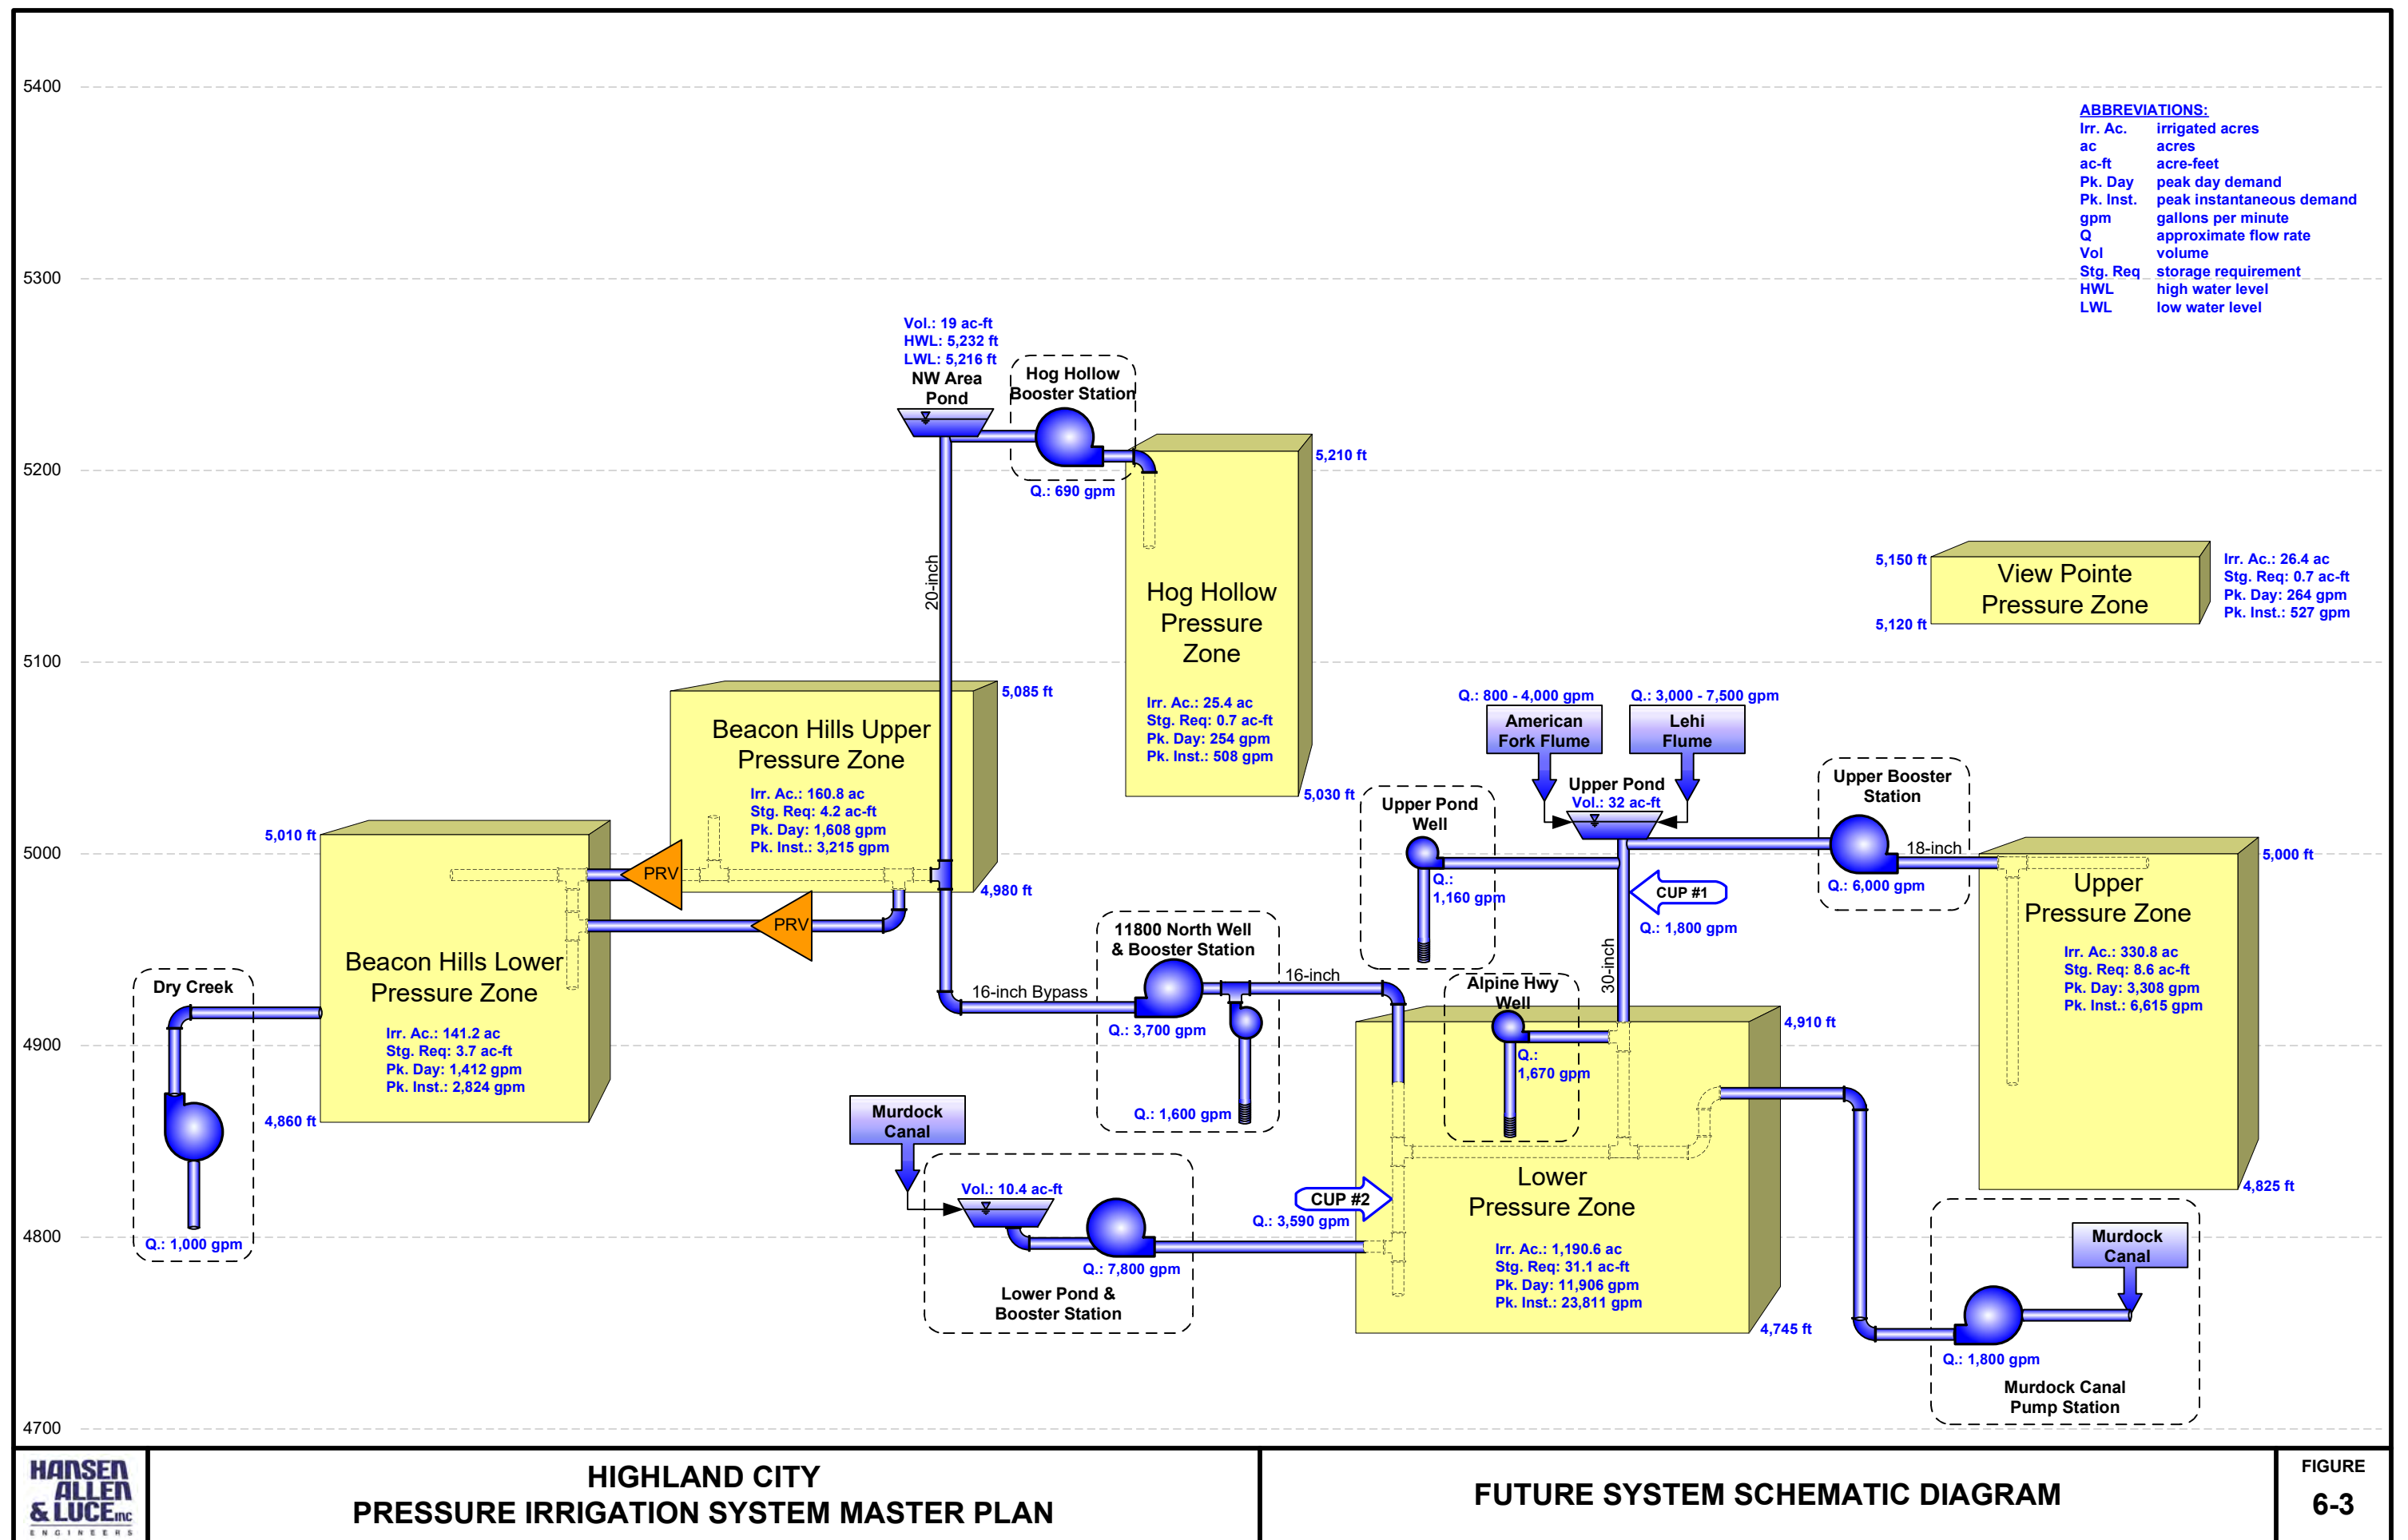 5400
ABBREVIATIONS:
Irr. Ac. irrigated acres
ac acres
ac-ft acre-feet
Pk. Day peak day demand
Pk. Inst. peak instantaneous demand
gpm gallons per minute
Q approximate flow rate
Vol volume
Stg. Req storage requirement
HWL high water level
LWL low water level
5300
Vol.: 19 ac-ft
HWL: 5,232 ft
LWL: 5,216 ft
NW Area
Pond
Hog Hollow
Booster Station
Q.: 690 gpm
5200
5,210 ft
20-inch
Hog Hollow
Pressure
Zone
Irr. Ac.: 25.4 ac
Stg. Req: 0.7 ac-ft
Pk. Day: 254 gpm
Pk. Inst.: 508 gpm
5,030 ft
5,150 ft
5,120 ft
View Pointe
Pressure Zone
Irr. Ac.: 26.4 ac
Stg. Req: 0.7 ac-ft
Pk. Day: 264 gpm
Pk. Inst.: 527 gpm
5100
5,085 ft
Beacon Hills Upper
Pressure Zone
Irr. Ac.: 160.8 ac
Stg. Req: 4.2 ac-ft
Pk. Day: 1,608 gpm
Pk. Inst.: 3,215 gpm
4,980 ft
PRV
PRV
5,010 ft
Beacon Hills Lower
Pressure Zone
Irr. Ac.: 141.2 ac
Stg. Req: 3.7 ac-ft
Pk. Day: 1,412 gpm
Pk. Inst.: 2,824 gpm
4,860 ft
Dry Creek
Q.: 1,000 gpm
5000
Q.: 800 - 4,000 gpm
American
Fork Flume
Q.: 3,000 - 7,500 gpm
Lehi
Flume
Upper Pond
Vol.: 32 ac-ft
Upper Pond
Well
Q.:
1,160 gpm
CUP #1
Q.: 1,800 gpm
30-inch
Upper Booster
Station
Q.: 6,000 gpm
18-inch
5,000 ft
Upper
Pressure Zone
Irr. Ac.: 330.8 ac
Stg. Req: 8.6 ac-ft
Pk. Day: 3,308 gpm
Pk. Inst.: 6,615 gpm
4,825 ft
11800 North Well
& Booster Station
16-inch Bypass
16-inch
Q.: 3,700 gpm
Q.: 1,600 gpm
Alpine Hwy
Well
Q.:
1,670 gpm
4900
4,910 ft
Murdock
Canal
Vol.: 10.4 ac-ft
Q.: 7,800 gpm
Lower Pond &
Booster Station
CUP #2
Q.: 3,590 gpm
Lower
Pressure Zone
Irr. Ac.: 1,190.6 ac
Stg. Req: 31.1 ac-ft
Pk. Day: 11,906 gpm
Pk. Inst.: 23,811 gpm
4,745 ft
4800
Murdock
Canal
Q.: 1,800 gpm
Murdock Canal
Pump Station
4700
HANSEN
ALLEN
& LUCE INC
ENGINEERS
HIGHLAND CITY
PRESSURE IRRIGATION SYSTEM MASTER PLAN
FUTURE SYSTEM SCHEMATIC DIAGRAM
FIGURE
6-3